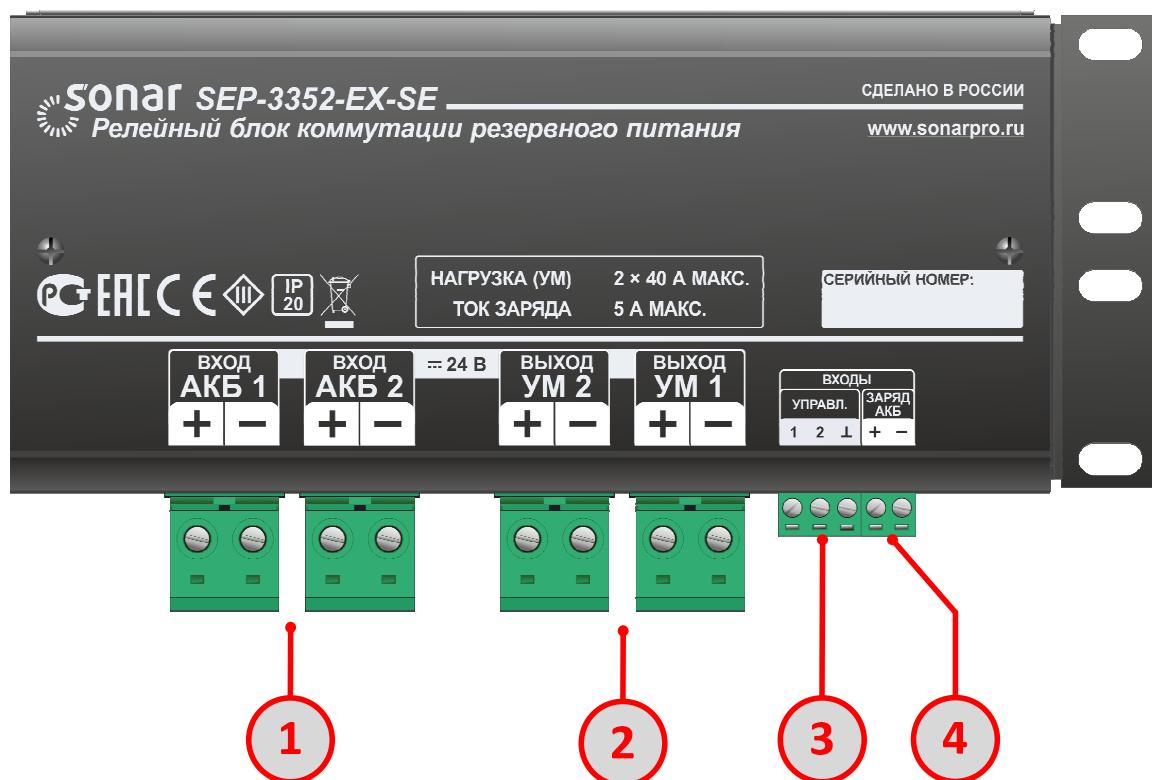 sonar SEP-3352-EX-SE
Релейный блок коммутации резервного питания
СДЕЛАНО В РОССИИ
www.sonarpro.ru
РСТ EAC CE III IP 20
НАГРУЗКА (УМ) 2 × 40 А МАКС.
ТОК ЗАРЯДА 5 А МАКС.
СЕРИЙНЫЙ НОМЕР:
ВХОД АКБ 1
+ −
ВХОД АКБ 2
+ −
⎓ 24 В
ВЫХОД УМ 2
+ −
ВЫХОД УМ 1
+ −
ВХОДЫ
УПРАВЛ.
1 2 ⊥
ЗАРЯД АКБ
+ −
1 2 3 4